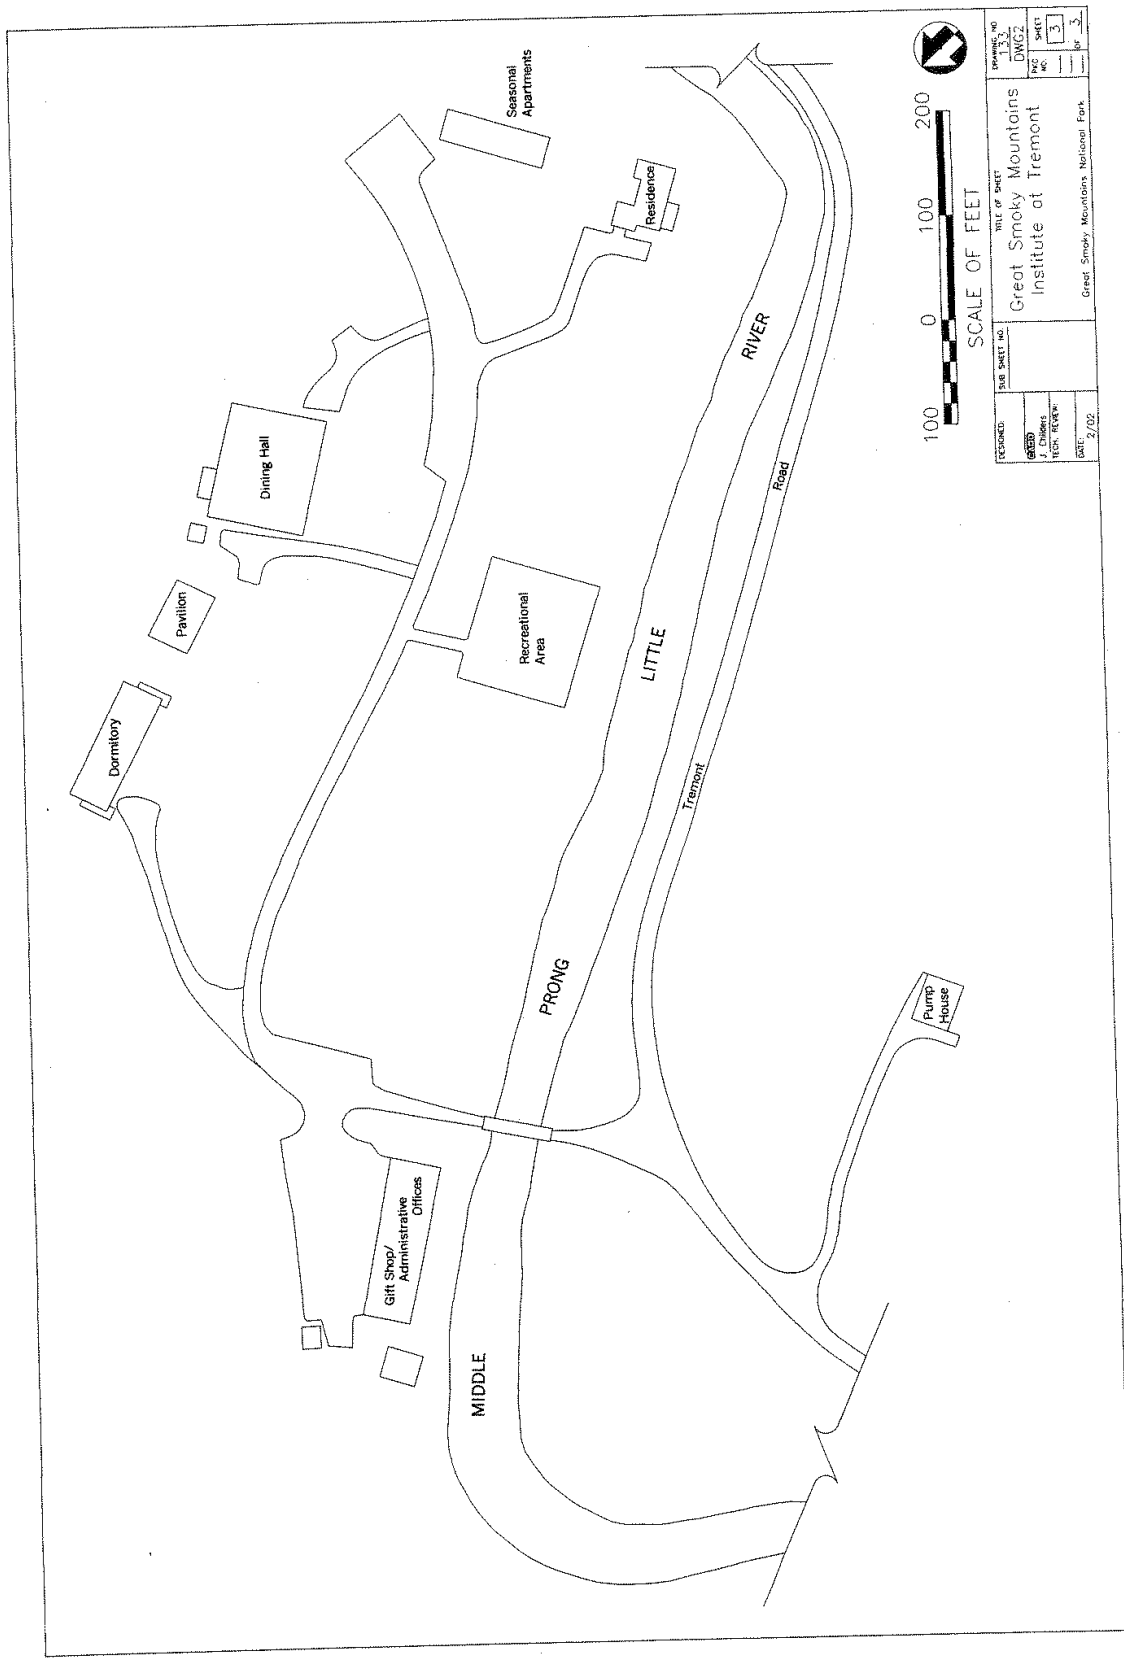 Dormitory
Pavilion
Dining Hall
Seasonal
Apartments
Residence
Recreational
Area
Gift Shop/
Administrative
Offices
MIDDLE
PRONG
LITTLE
RIVER
Tremont
Road
Pump
House
100
0
100
200
SCALE OF FEET
DESIGNED:
J. Childers
TECH. REVIEW:
DATE:
2/02
SUB SHEET NO.
TITLE OF SHEET
Great Smoky Mountains
Institute at Tremont
Great Smoky Mountains National Park
DRAWING NO
133
DWG2
PKG
NO.
SHEET
3
OF 3